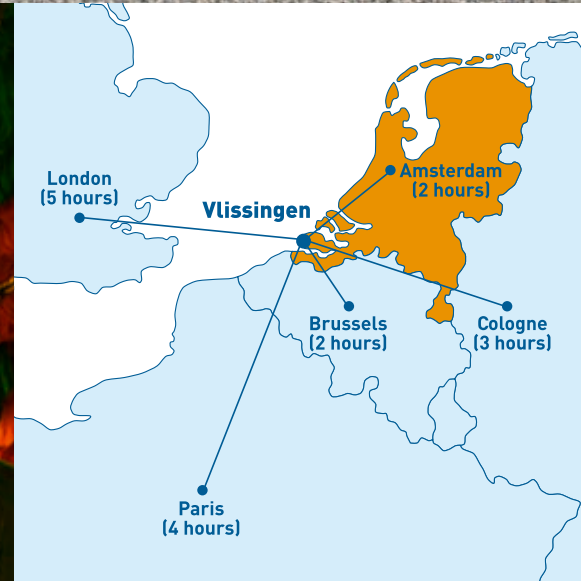 London
(5 hours)
Vlissingen
Amsterdam
(2 hours)
Brussels
(2 hours)
Cologne
(3 hours)
Paris
(4 hours)